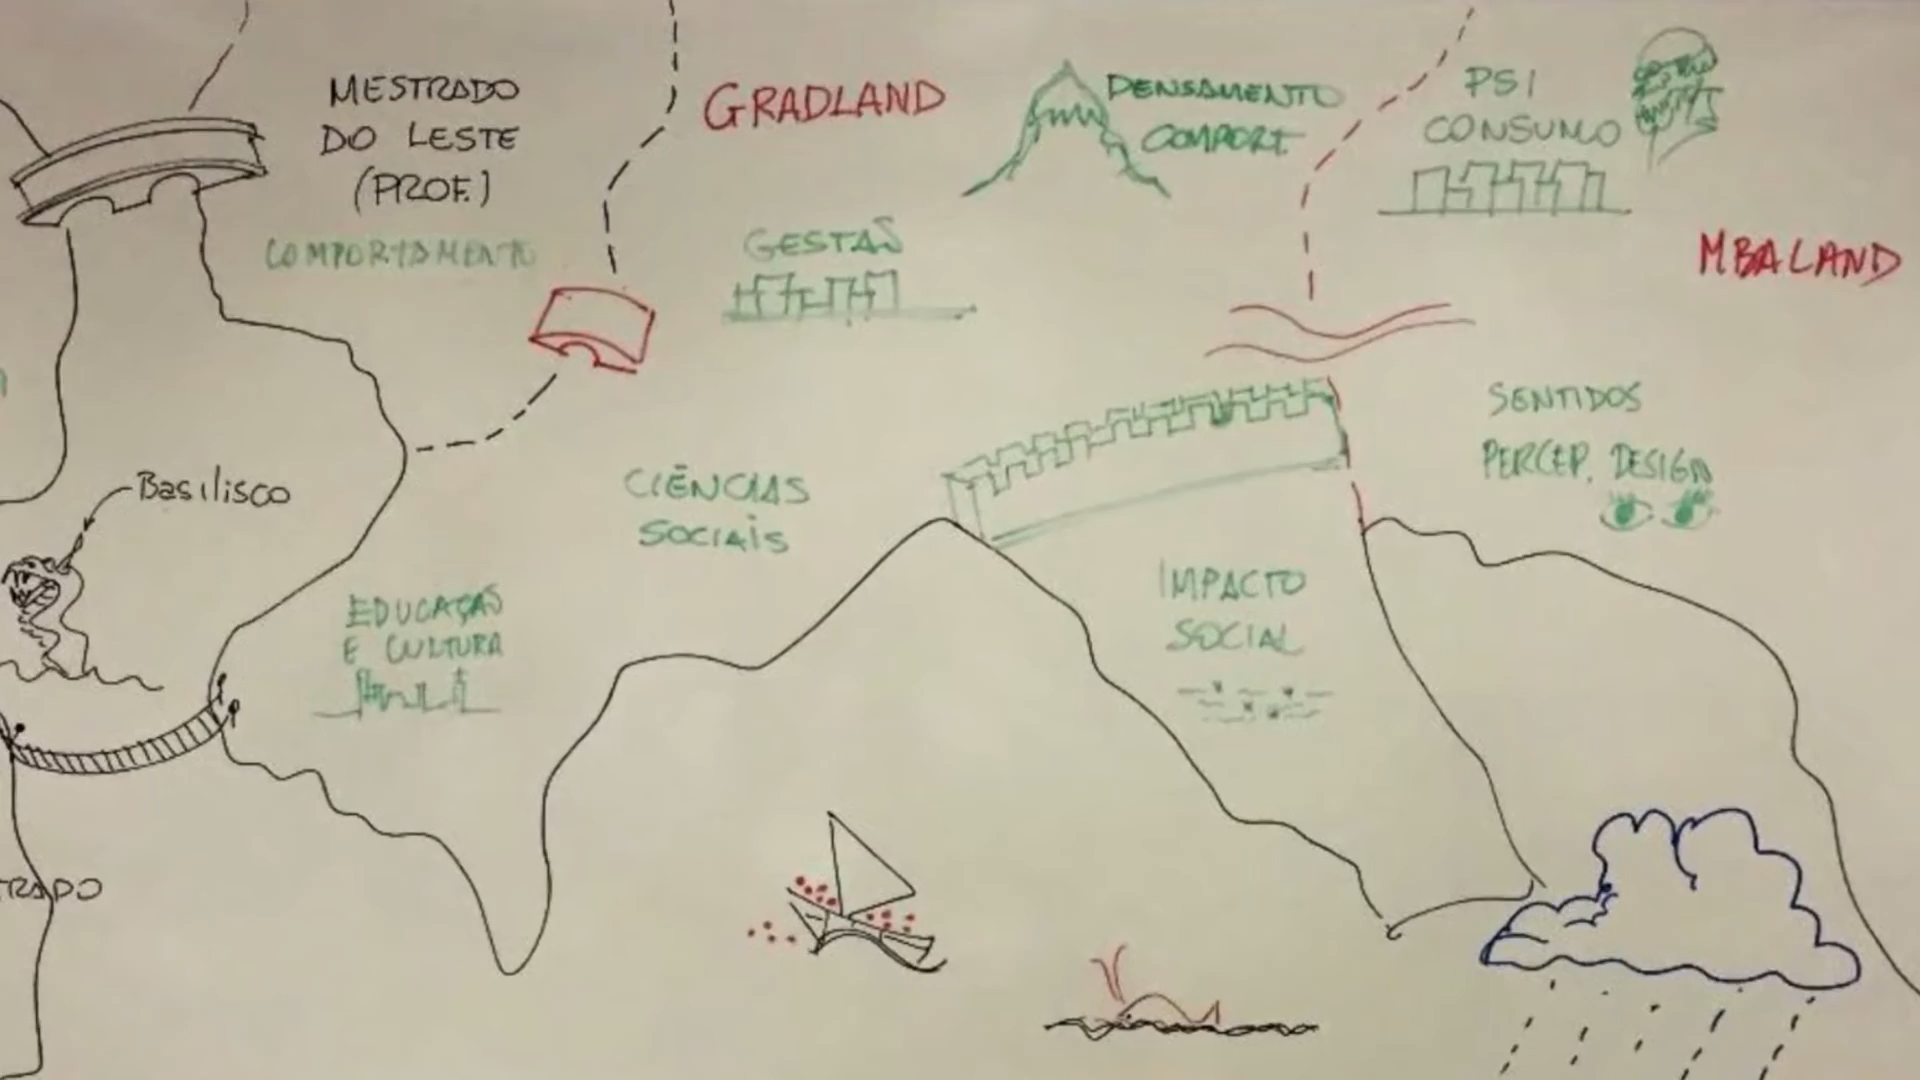 MESTRADO
DO LESTE
(PROF.)
COMPORTAMENTO
GRADLAND
PENSAMENTO
COMPORT
PSI
CONSUMO
GESTÃO
MBALAND
SENTIDOS
PERCEP. DESIGN
Basilisco
CIÊNCIAS
SOCIAIS
EDUCAÇÃO
E CULTURA
IMPACTO
SOCIAL
TRADO